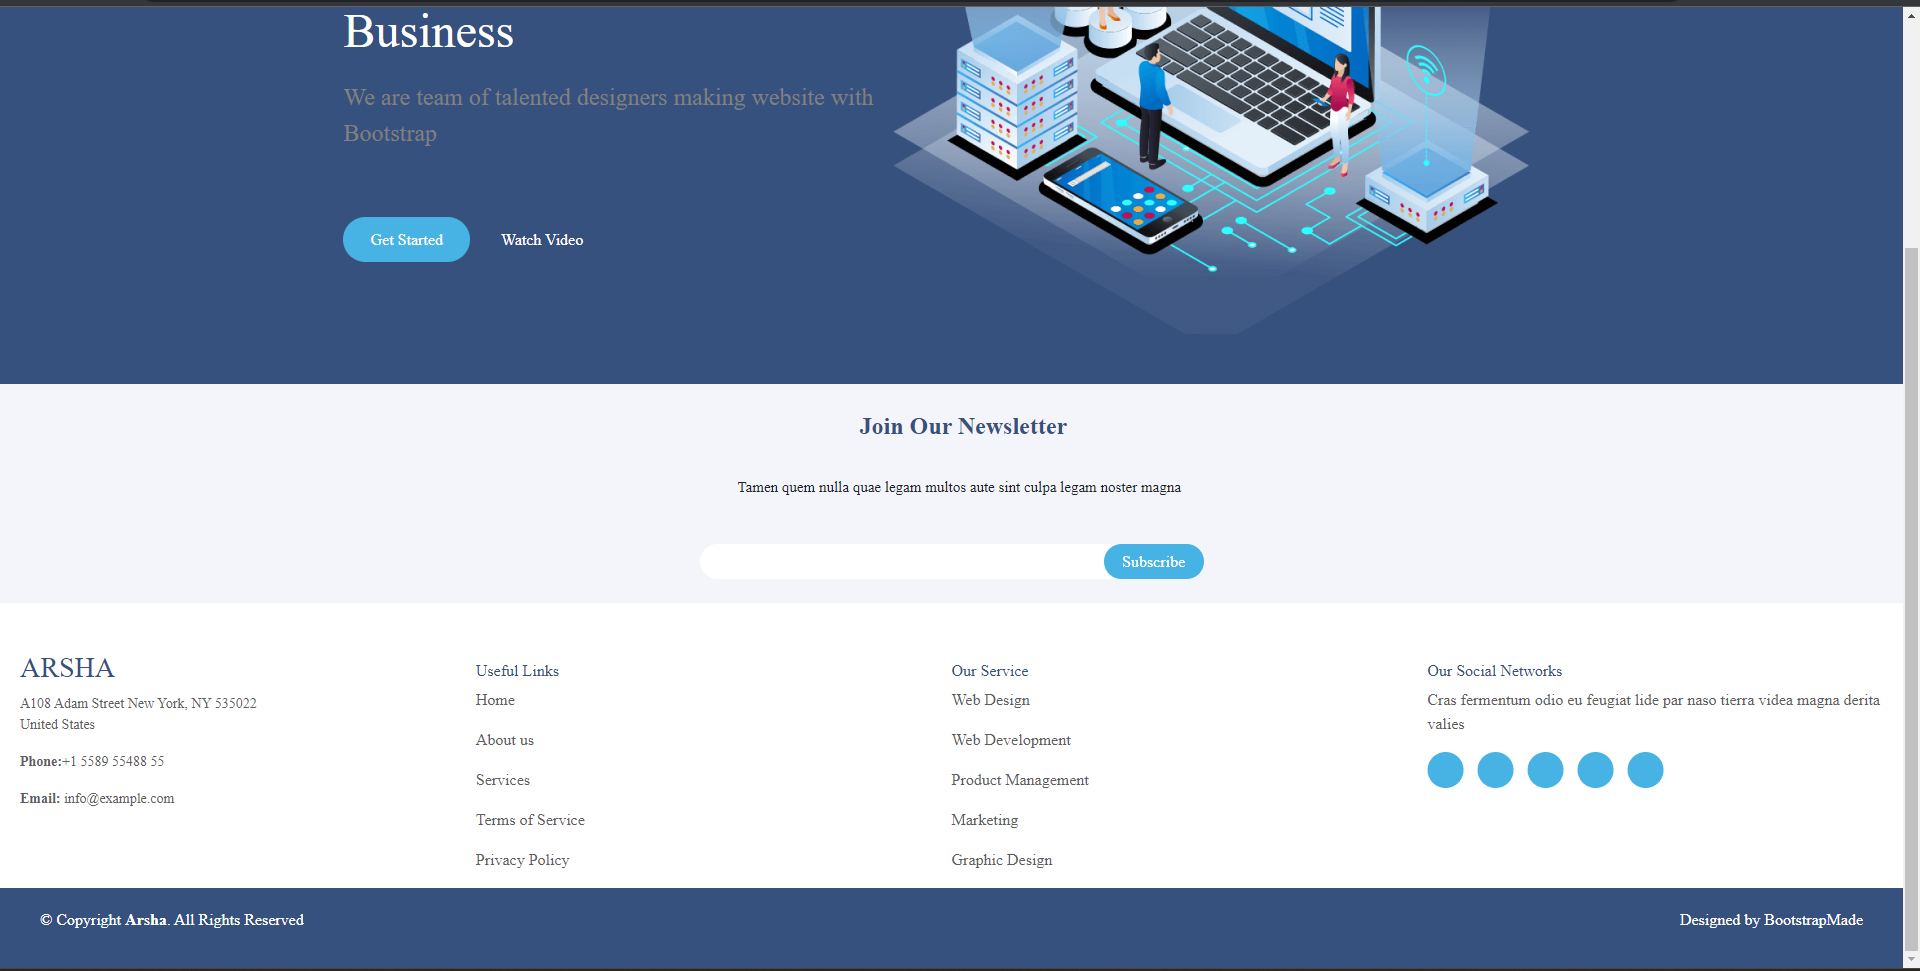 Business
We are team of talented designers making website with
Bootstrap
Get Started
Watch Video
Join Our Newsletter
Tamen quem nulla quae legam multos aute sint culpa legam noster magna
Subscribe
ARSHA
A108 Adam Street New York, NY 535022
United States
Phone:+1 5589 55488 55
Email: info@example.com
Useful Links
Home
About us
Services
Terms of Service
Privacy Policy
Our Service
Web Design
Web Development
Product Management
Marketing
Graphic Design
Our Social Networks
Cras fermentum odio eu feugiat lide par naso tierra videa magna derita
valies
© Copyright Arsha. All Rights Reserved
Designed by BootstrapMade